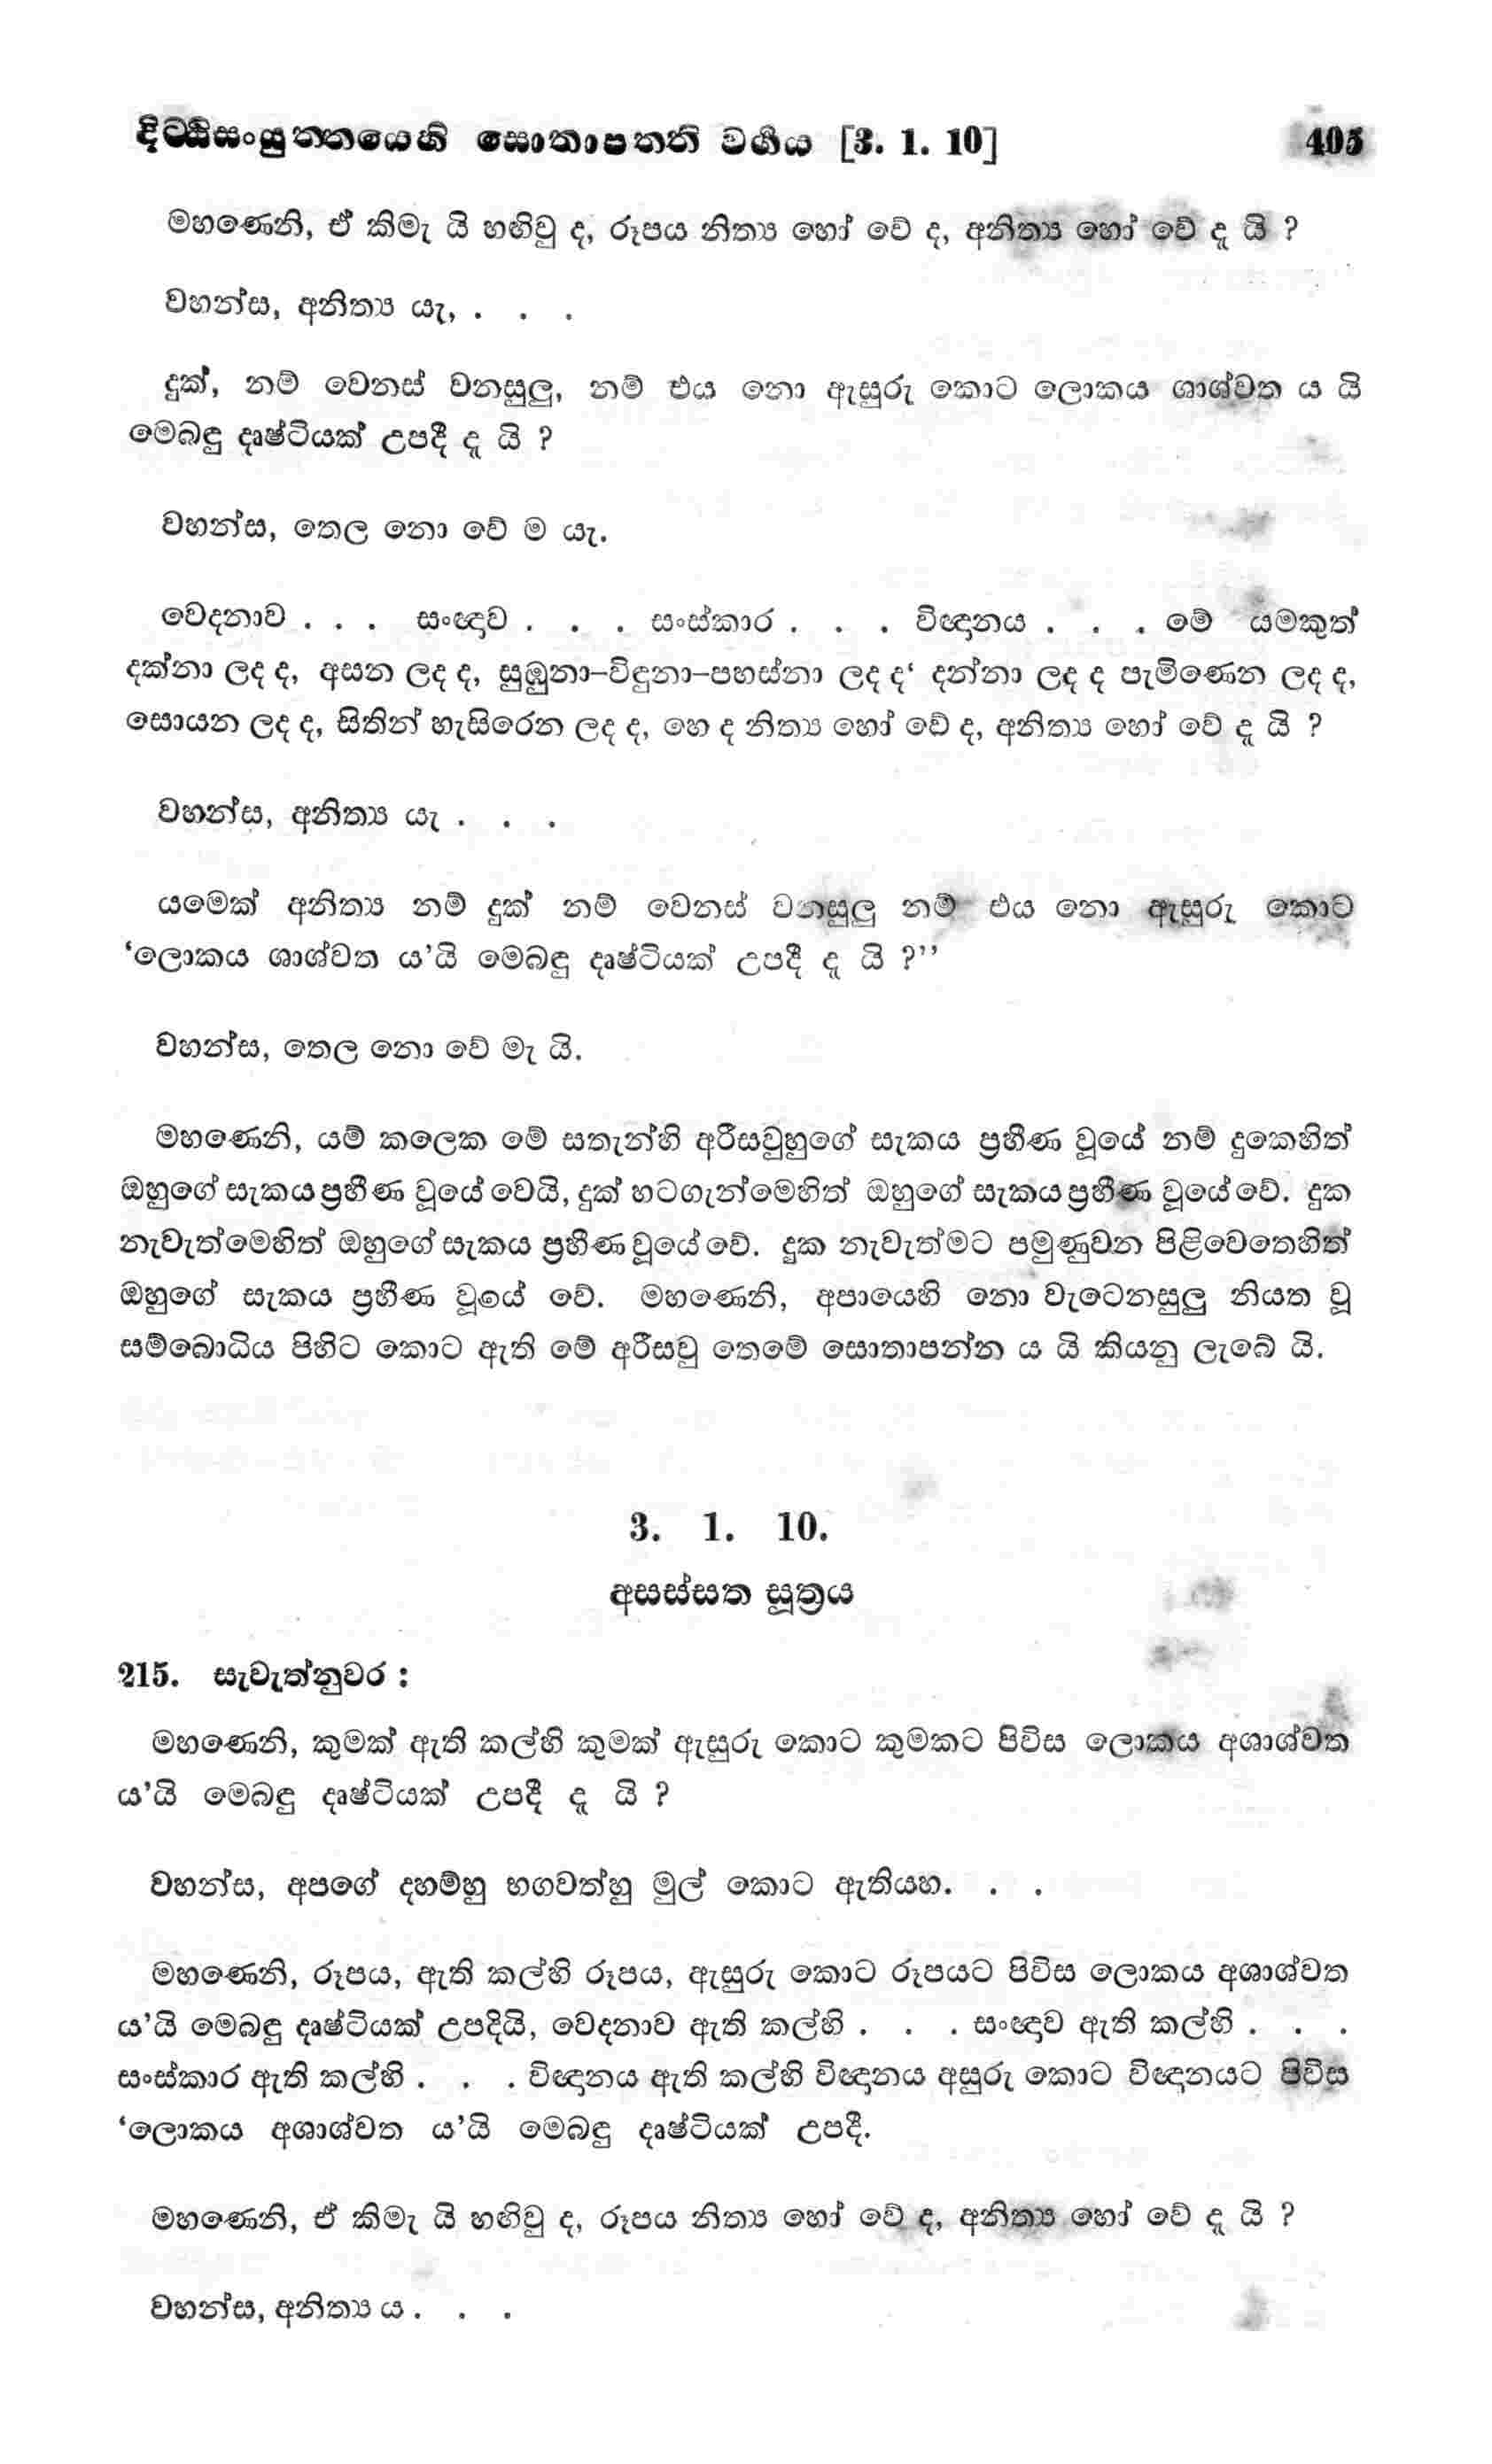 දිට්ඨිසංයුත්තයෙහි සොතාපත්ති වර්‍ගය [3. 1. 10] 405
මහණෙනි, ඒ කිමැ යි හඟිවු ද, රූපය නිත්‍ය හෝ වේ ද, අනිත්‍ය හෝ වේ දැ යි ?
වහන්ස, අනිත්‍ය යැ, . . .
දුක්, නම් වෙනස් වනසුලු, නම් එය නො ඇසුරු කොට ලොකය ශාශ්වත ය යි
මෙබඳු දෘෂ්ටියක් උපදී දැ යි ?
වහන්ස, තෙල නො වේ ම යැ.
වෙදනාව . . . සංඥාව . . . සංස්කාර . . . විඥානය . . . මේ යමකුත්
දක්නා ලද ද, අසන ලද ද, සුඹුනා–විඳුනා–පහස්නා ලද ද‘ දන්නා ලද ද පැමිණෙන ලද ද,
සොයන ලද ද, සිතින් හැසිරෙන ලද ද, හෙ ද නිත්‍ය හෝ වේ ද, අනිත්‍ය හෝ වේ දැ යි ?
වහන්ස, අනිත්‍ය යැ . . .
යමෙක් අනිත්‍ය නම් දුක් නම් වෙනස් වනසුලු නම් එය නො ඇසුරු කොට
‘ලොකය ශාශ්වත ය’යි මෙබඳු දෘෂ්ටියක් උපදී දැ යි ?’’
වහන්ස, තෙල නො වේ මැ යි.
මහණෙනි, යම් කලෙක මේ සතැන්හි අරීසවුහුගේ සැකය ප්‍රහීණ වූයේ නම් දුකෙහිත්
ඔහුගේ සැකය ප්‍රහීණ වූයේ වෙයි, දුක් හටගැන්මෙහිත් ඔහුගේ සැකය ප්‍රහීණ වූයේ වේ. දුක
නැවැත්මෙහිත් ඔහුගේ සැකය ප්‍රහීණ වූයේ වේ. දුක නැවැත්මට පමුණුවන පිළිවෙතෙහිත්
ඔහුගේ සැකය ප්‍රහීණ වූයේ වේ. මහණෙනි, අපායෙහි නො වැටෙනසුලු නියත වූ
සම්බොධිය පිහිට කොට ඇති මේ අරීසවු තෙමේ සොතාපන්න ය යි කියනු ලැබේ යි.
3. 1. 10.
අසස්සත සූත්‍රය
215. සැවැත්නුවර :
මහණෙනි, කුමක් ඇති කල්හි කුමක් ඇසුරු කොට කුමකට පිවිස ලොකය අශාශ්වත
ය’යි මෙබඳු දෘෂ්ටියක් උපදී දැ යි ?
වහන්ස, අපගේ දහම්හු භගවත්හු මුල් කොට ඇතියහ. . .
මහණෙනි, රූපය, ඇති කල්හි රූපය, ඇසුරු කොට රූපයට පිවිස ලොකය අශාශ්වත
ය’යි මෙබඳු දෘෂ්ටියක් උපදියි, වෙදනාව ඇති කල්හි . . . සංඥාව ඇති කල්හි . . .
සංස්කාර ඇති කල්හි . . . විඥානය ඇති කල්හි විඥානය අසුරු කොට විඥානයට පිවිස
‘ලොකය අශාශ්වත ය’යි මෙබඳු දෘෂ්ටියක් උපදී.
මහණෙනි, ඒ කිමැ යි හඟිවු ද, රූපය නිත්‍ය හෝ වේ ද, අනිත්‍ය හෝ වේ දැ යි ?
වහන්ස, අනිත්‍ය ය . . .